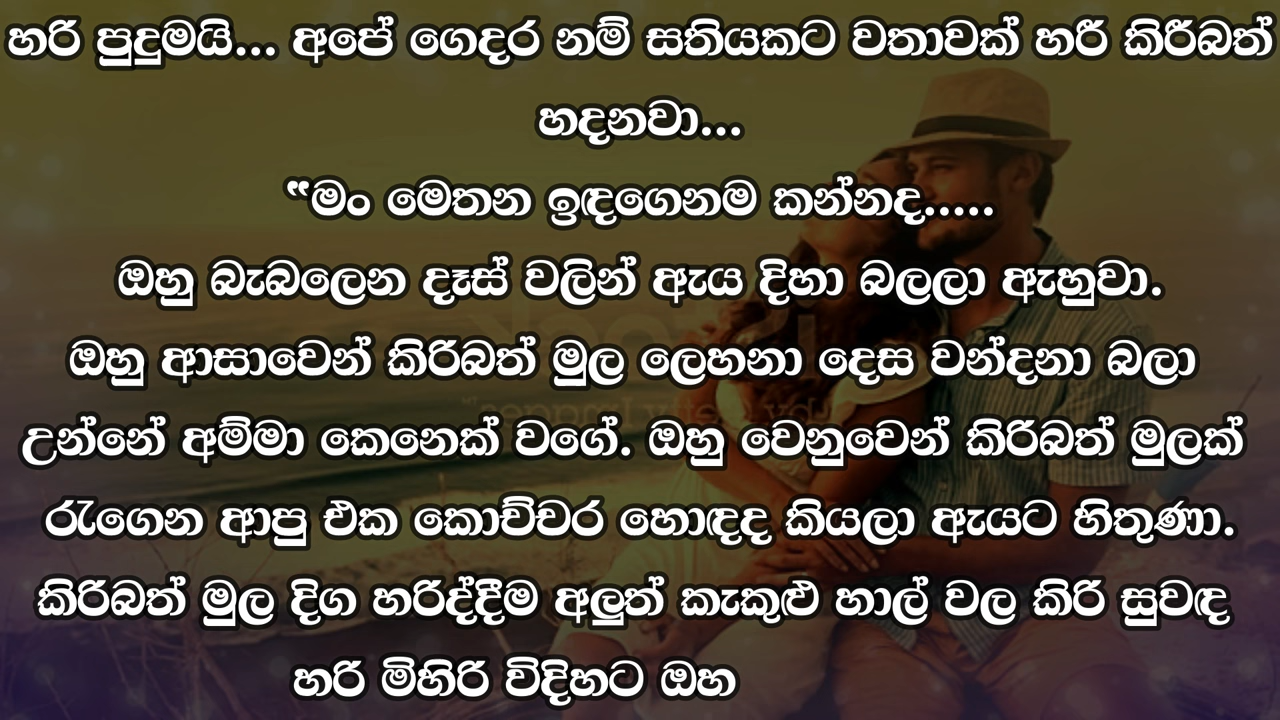 හරි පුදුමයි... අපේ ගෙදර නම් සතියකට වතාවක් හරී කිරිබත්
හදනවා...
“මං මෙතන ඉඳගෙනම කන්නද.....
ඔහු බැබලෙන දෑස් වලින් ඇය දිහා බලලා ඇහුවා.
ඔහු ආසාවෙන් කිරිබත් මුල ලෙහනා දෙස වන්දනා බලා
උන්නේ අම්මා කෙනෙක් වගේ. ඔහු වෙනුවෙන් කිරිබත් මුලක්
රැගෙන ආපු එක කොච්චර හොඳද කියලා ඇයට හිතුණා.
කිරිබත් මුල දිග හරිද්දීම අලුත් කැකුළු හාල් වල කිරි සුවඳ
හරි මිහිරි විදිහට ඔහ